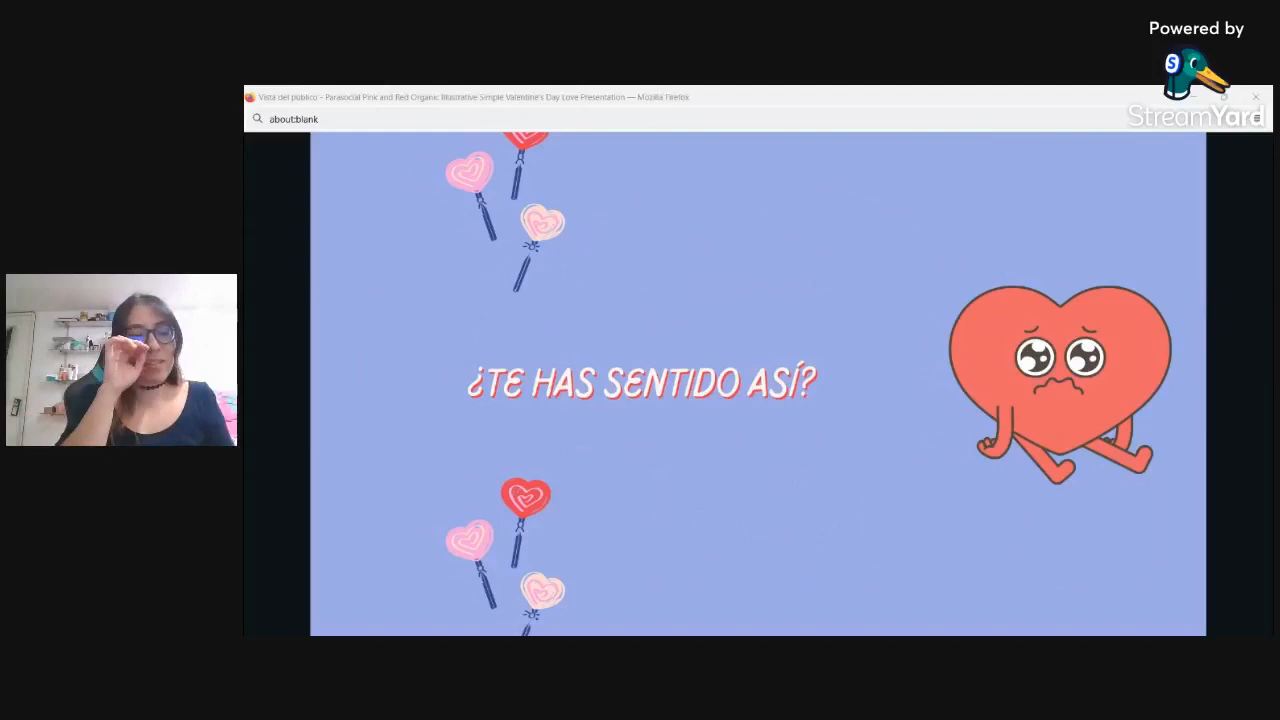 Powered by
StreamYard
Vista del público - Parasocial Pink and Red Organic Illustrative Simple Valentine's Day Love Presentation — Mozilla Firefox
about:blank
¿TE HAS SENTIDO ASÍ?